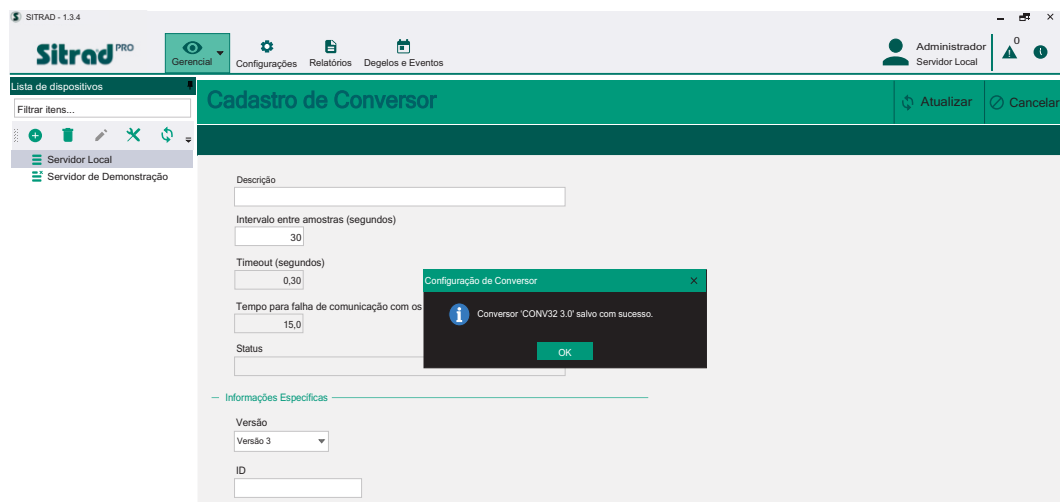 SITRAD - 1.3.4
Sitrad PRO
Gerencial
Configurações
Relatórios
Degelos e Eventos
Administrador
Servidor Local
0
Lista de dispositivos
Filtrar itens...
Servidor Local
Servidor de Demonstração
Cadastro de Conversor
Atualizar
Cancelar
Descrição
Intervalo entre amostras (segundos)
30
Timeout (segundos)
0,30
Tempo para falha de comunicação com os
15,0
Status
Configuração de Conversor
Conversor 'CONV32 3.0' salvo com sucesso.
OK
Informações Específicas
Versão
Versão 3
ID